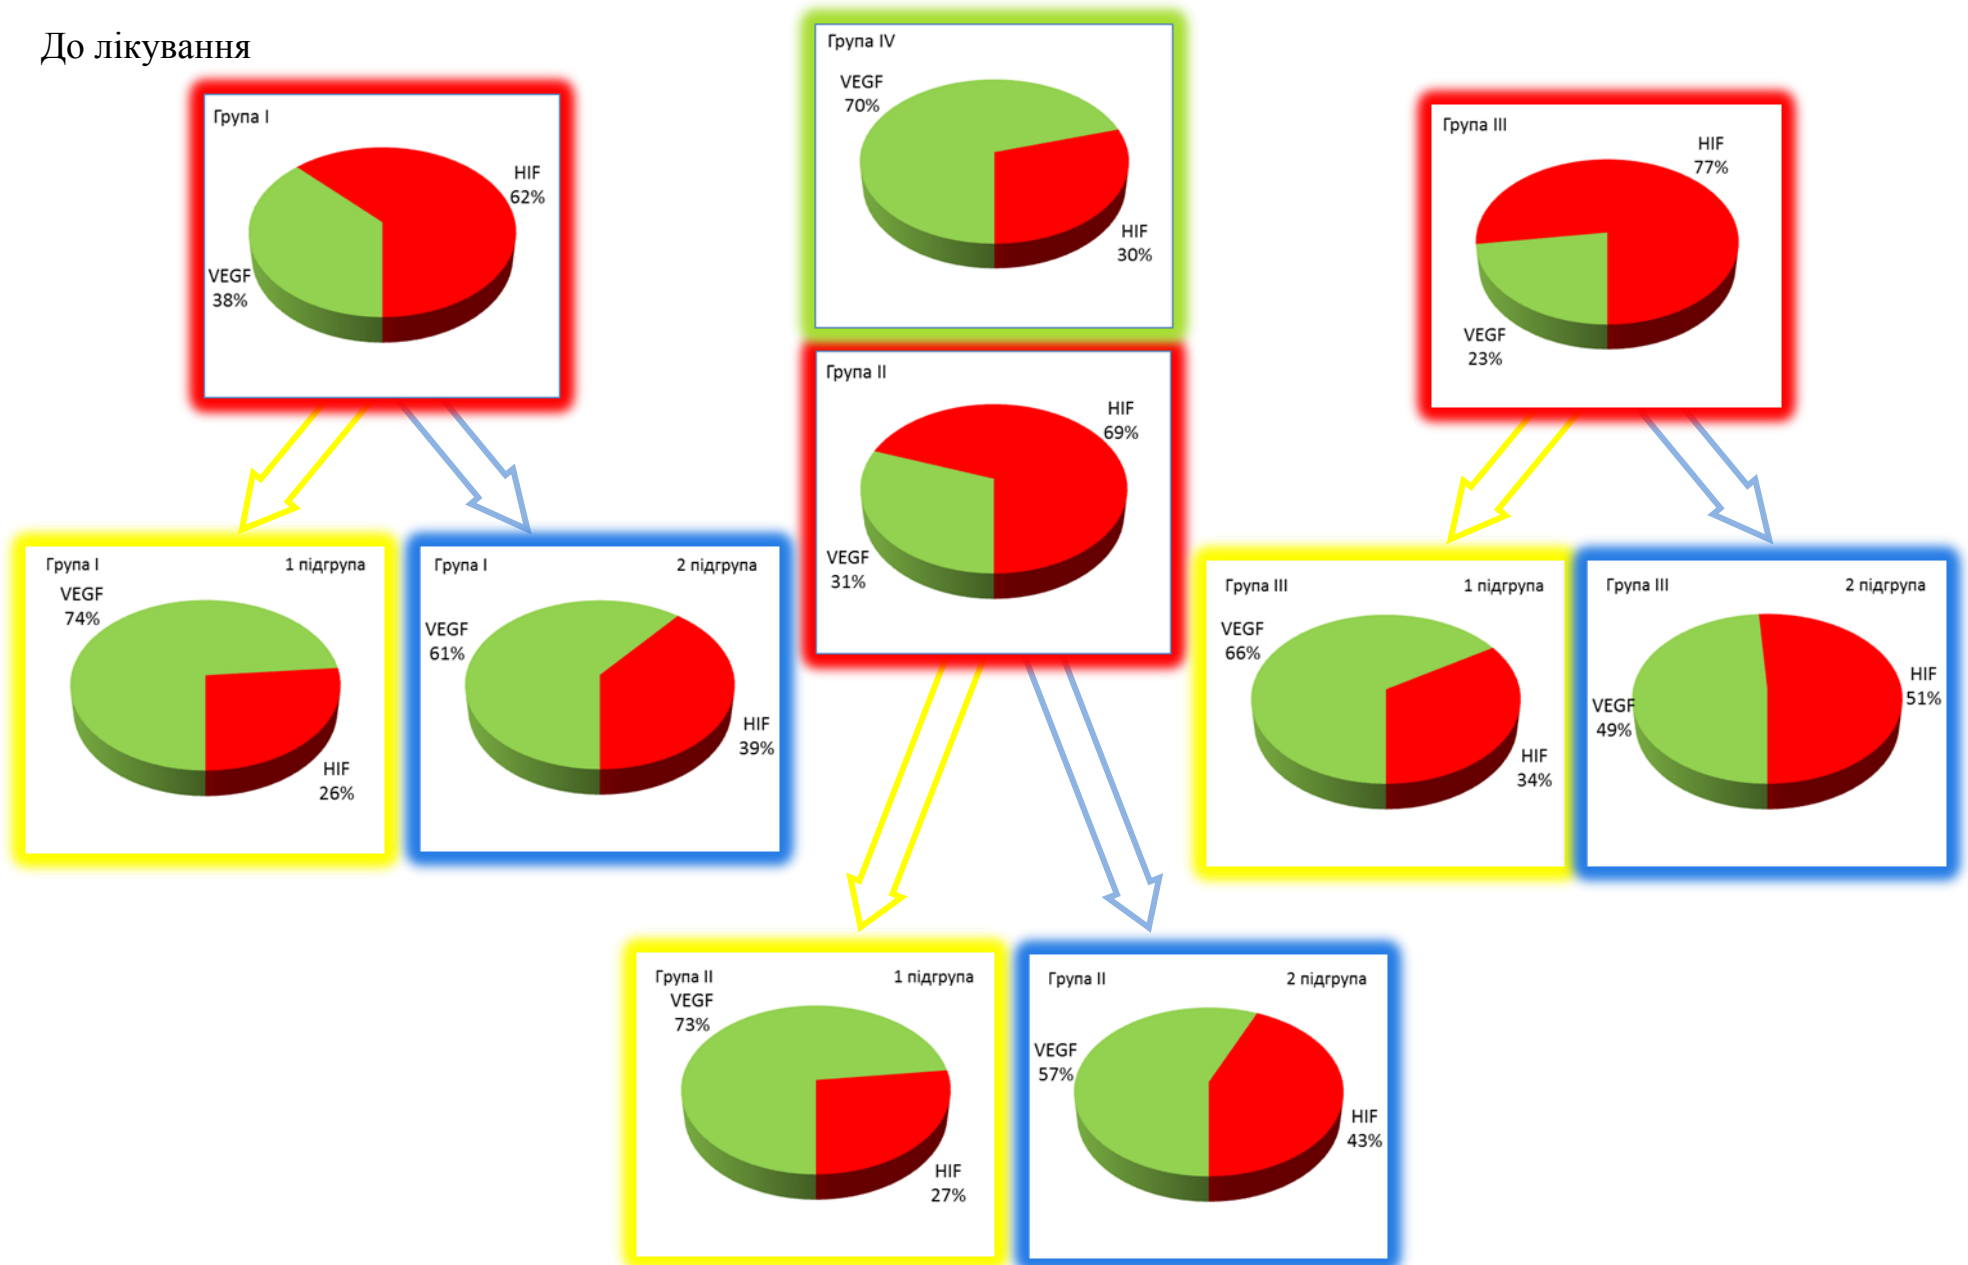 До лікування
Група I
HIF
62%
VEGF
38%
Група IV
VEGF
70%
HIF
30%
Група III
HIF
77%
VEGF
23%
Група II
HIF
69%
VEGF
31%
Група I 1 підгрупа
VEGF
74%
HIF
26%
Група I 2 підгрупа
VEGF
61%
HIF
39%
Група III 1 підгрупа
VEGF
66%
HIF
34%
Група III 2 підгрупа
HIF
51%
VEGF
49%
Група II 1 підгрупа
VEGF
73%
HIF
27%
Група II 2 підгрупа
VEGF
57%
HIF
43%